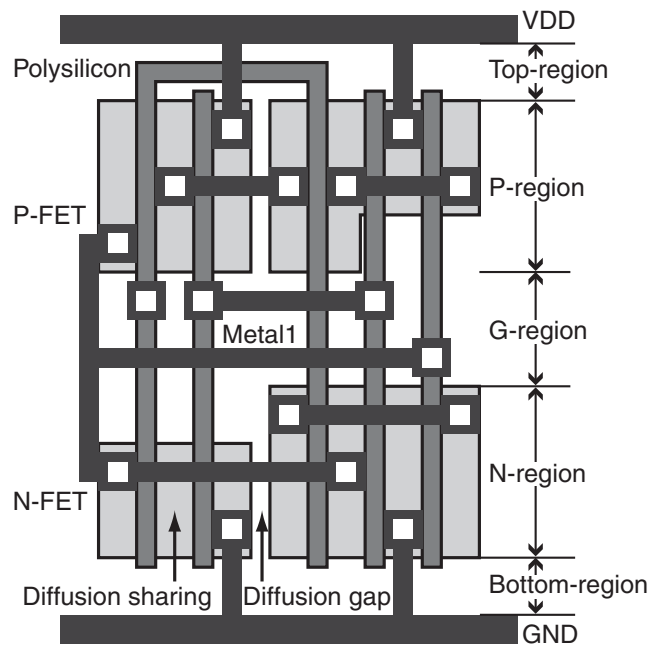 VDD
Polysilicon
Top-region
P-region
P-FET
G-region
Metal1
N-region
N-FET
Diffusion sharing
Diffusion gap
Bottom-region
GND